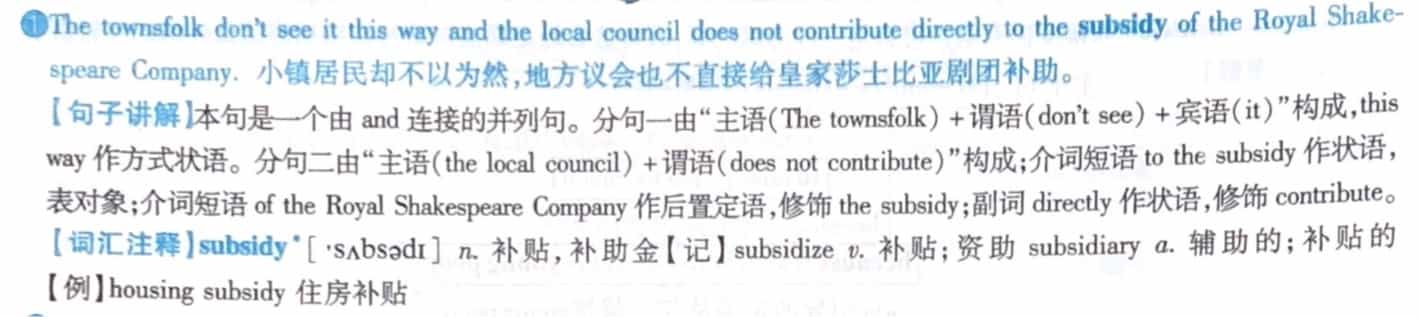 ①The townsfolk don't see it this way and the local council does not contribute directly to the subsidy of the Royal Shake-
speare Company. 小镇居民却不以为然,地方议会也不直接给皇家莎士比亚剧团补助。
【句子讲解】本句是一个由 and 连接的并列句。分句一由“主语(The townsfolk)+谓语(don't see)+宾语(it)”构成,this
way 作方式状语。分句二由“主语(the local council)+谓语(does not contribute)”构成;介词短语 to the subsidy 作状语,
表对象;介词短语 of the Royal Shakespeare Company 作后置定语,修饰 the subsidy;副词 directly 作状语,修饰 contribute。
【词汇注释】subsidy*[ˈsʌbsədɪ] n. 补贴,补助金【记】subsidize v. 补贴;资助 subsidiary a. 辅助的;补贴的
【例】housing subsidy 住房补贴